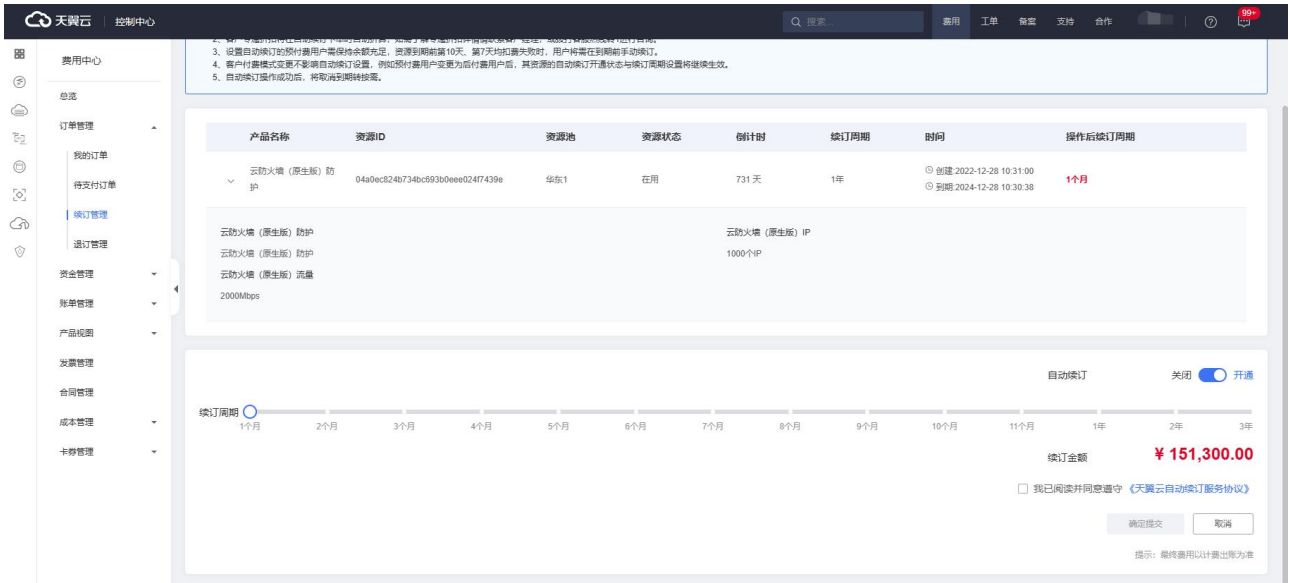 天翼云 控制中心 搜索... 费用 工单 备案 支持 合作 99+
费用中心
总览
订单管理
我的订单
待支付订单
续订管理
退订管理
资金管理
账单管理
产品视图
发票管理
合同管理
成本管理
卡券管理
3、设置自动续订的预付费用户需保持余额充足，资源到期前第10天、第7天均扣费失败时，用户将需在到期前手动续订。
4、客户付费模式变更不影响自动续订设置，例如预付费用户变更为后付费用户后，其资源的自动续订开通状态与续订周期设置将继续生效。
5、自动续订操作成功后，将取消到期转按需。
产品名称 资源ID 资源池 资源状态 倒计时 续订周期 时间 操作后续订周期
云防火墙（原生版）防
护
04a0ec824b734bc693b0eee024f7439e 华东1 在用 731 天 1年
创建:2022-12-28 10:31:00
到期:2024-12-28 10:30:38
1个月
云防火墙（原生版）防护
云防火墙（原生版）防护
云防火墙（原生版）流量
2000Mbps
云防火墙（原生版）IP
1000个IP
自动续订 关闭 开通
续订周期
1个月 2个月 3个月 4个月 5个月 6个月 7个月 8个月 9个月 10个月 11个月 1年 2年 3年
续订金额 ¥ 151,300.00
我已阅读并同意遵守 《天翼云自动续订服务协议》
确定提交 取消
提示：最终费用以计费出账为准